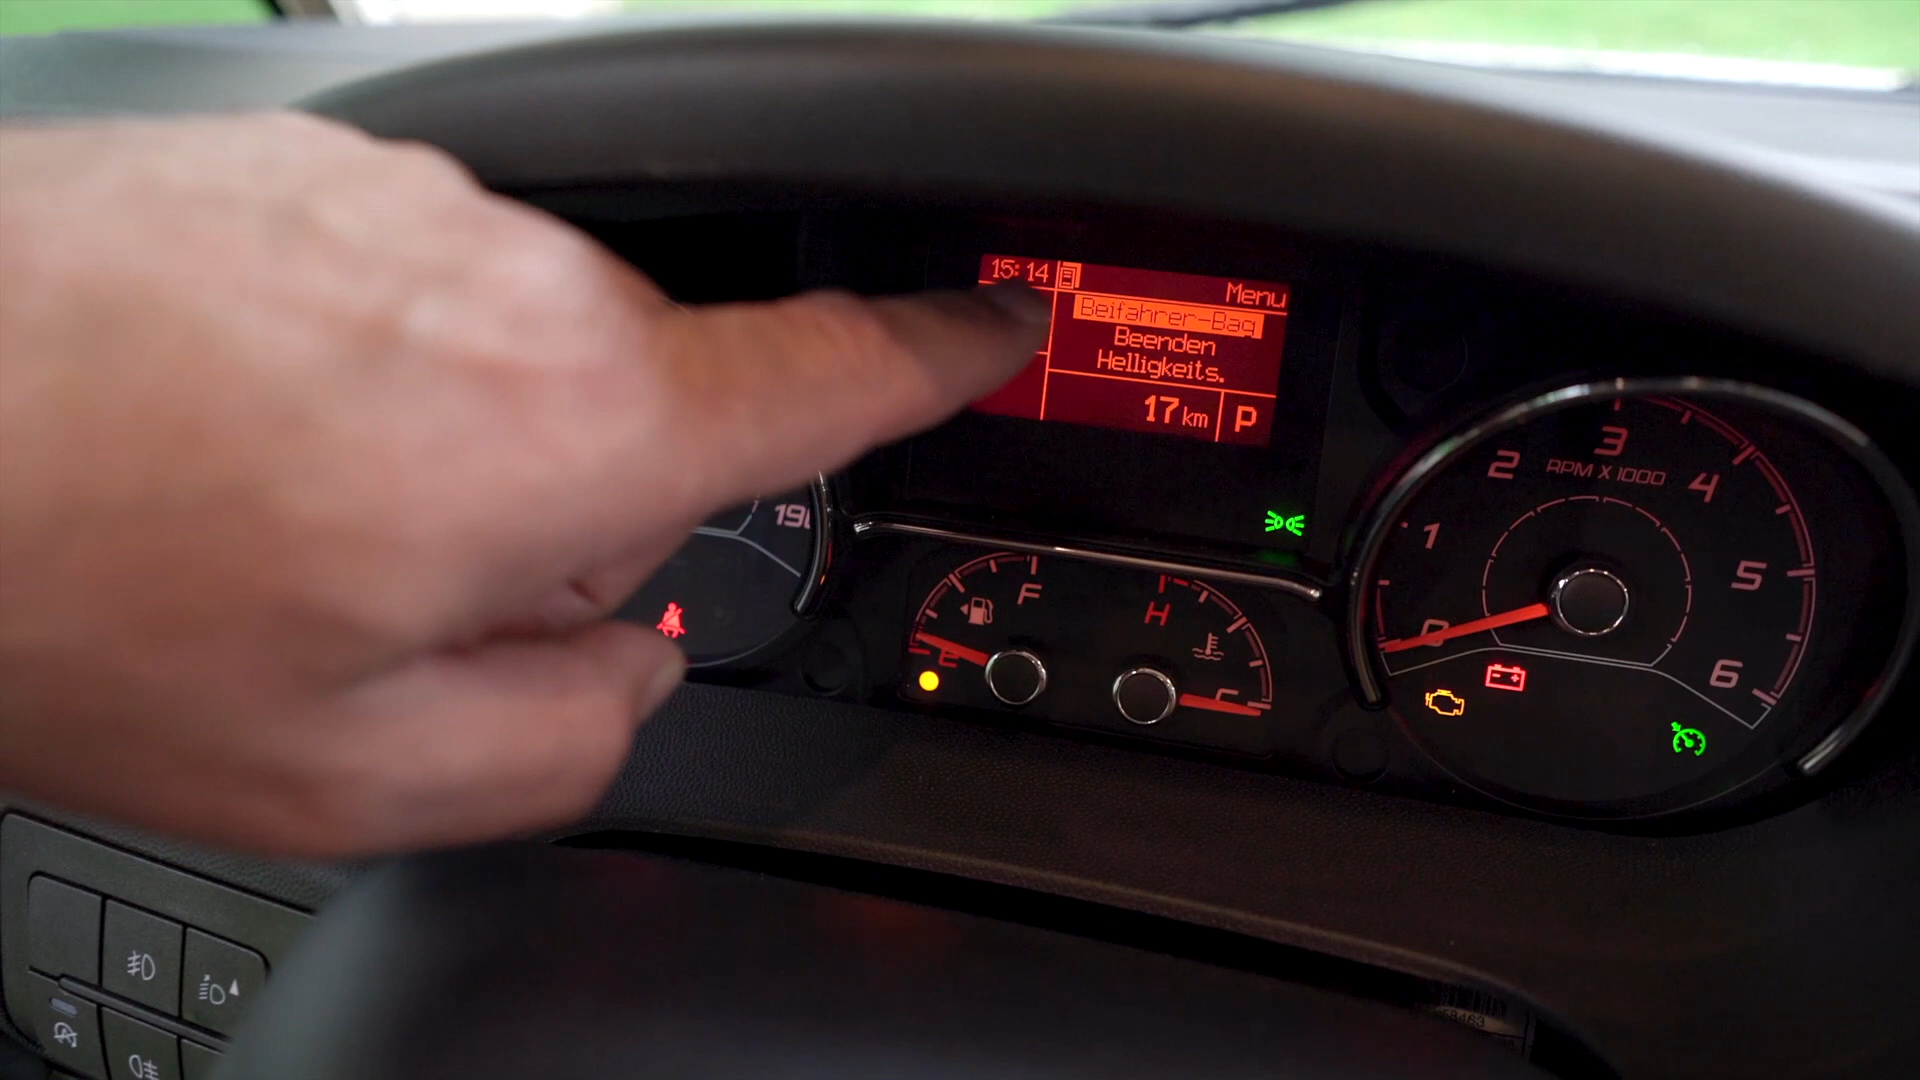 15:14
Menu
Beifahrer-Bag
Beenden
Helligkeits.
17 km
P
F
E
H
C
RPM X 1000
0
1
2
3
4
5
6